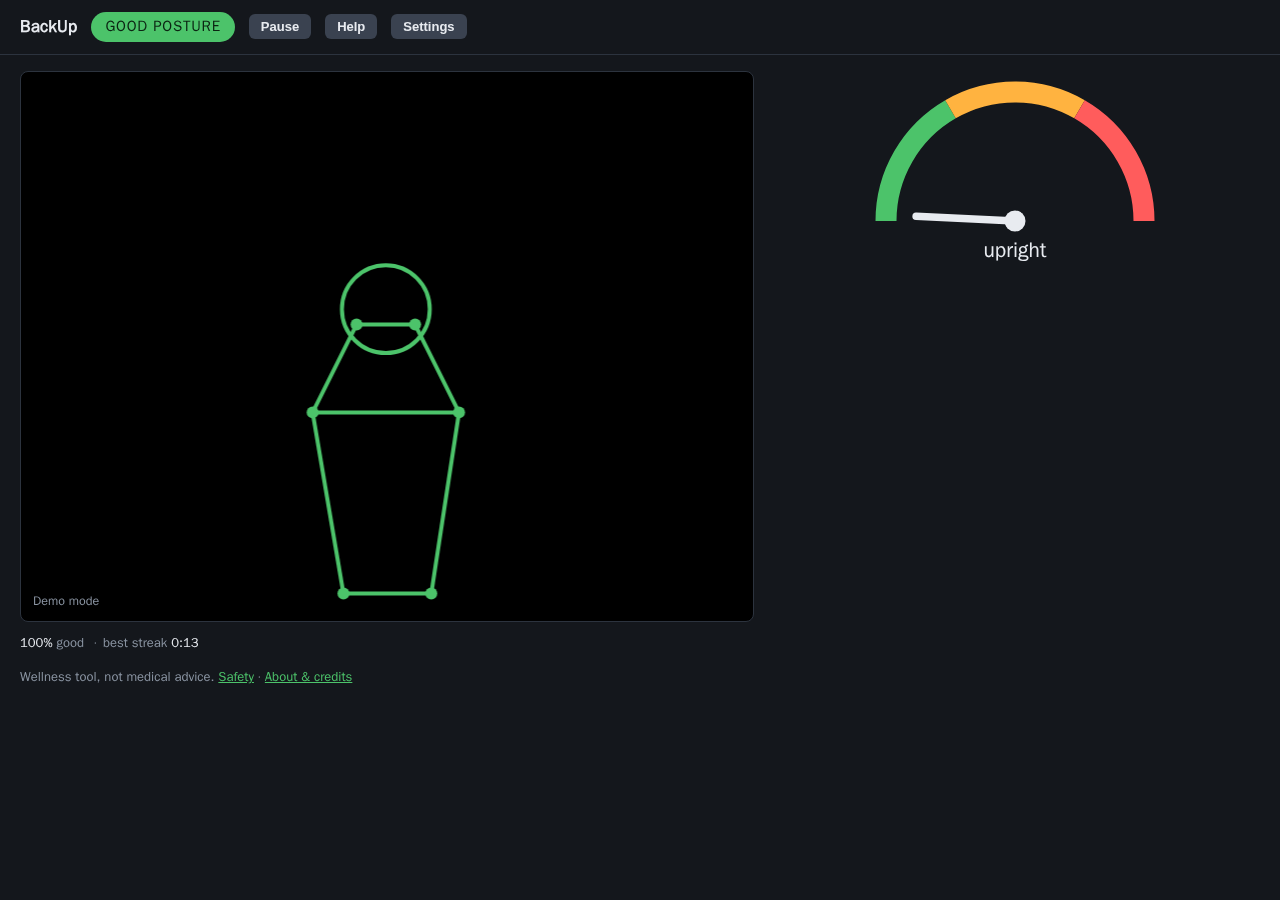 BackUp GOOD POSTURE Pause Help Settings
upright
Demo mode
100% good · best streak 0:13
Wellness tool, not medical advice. Safety · About & credits